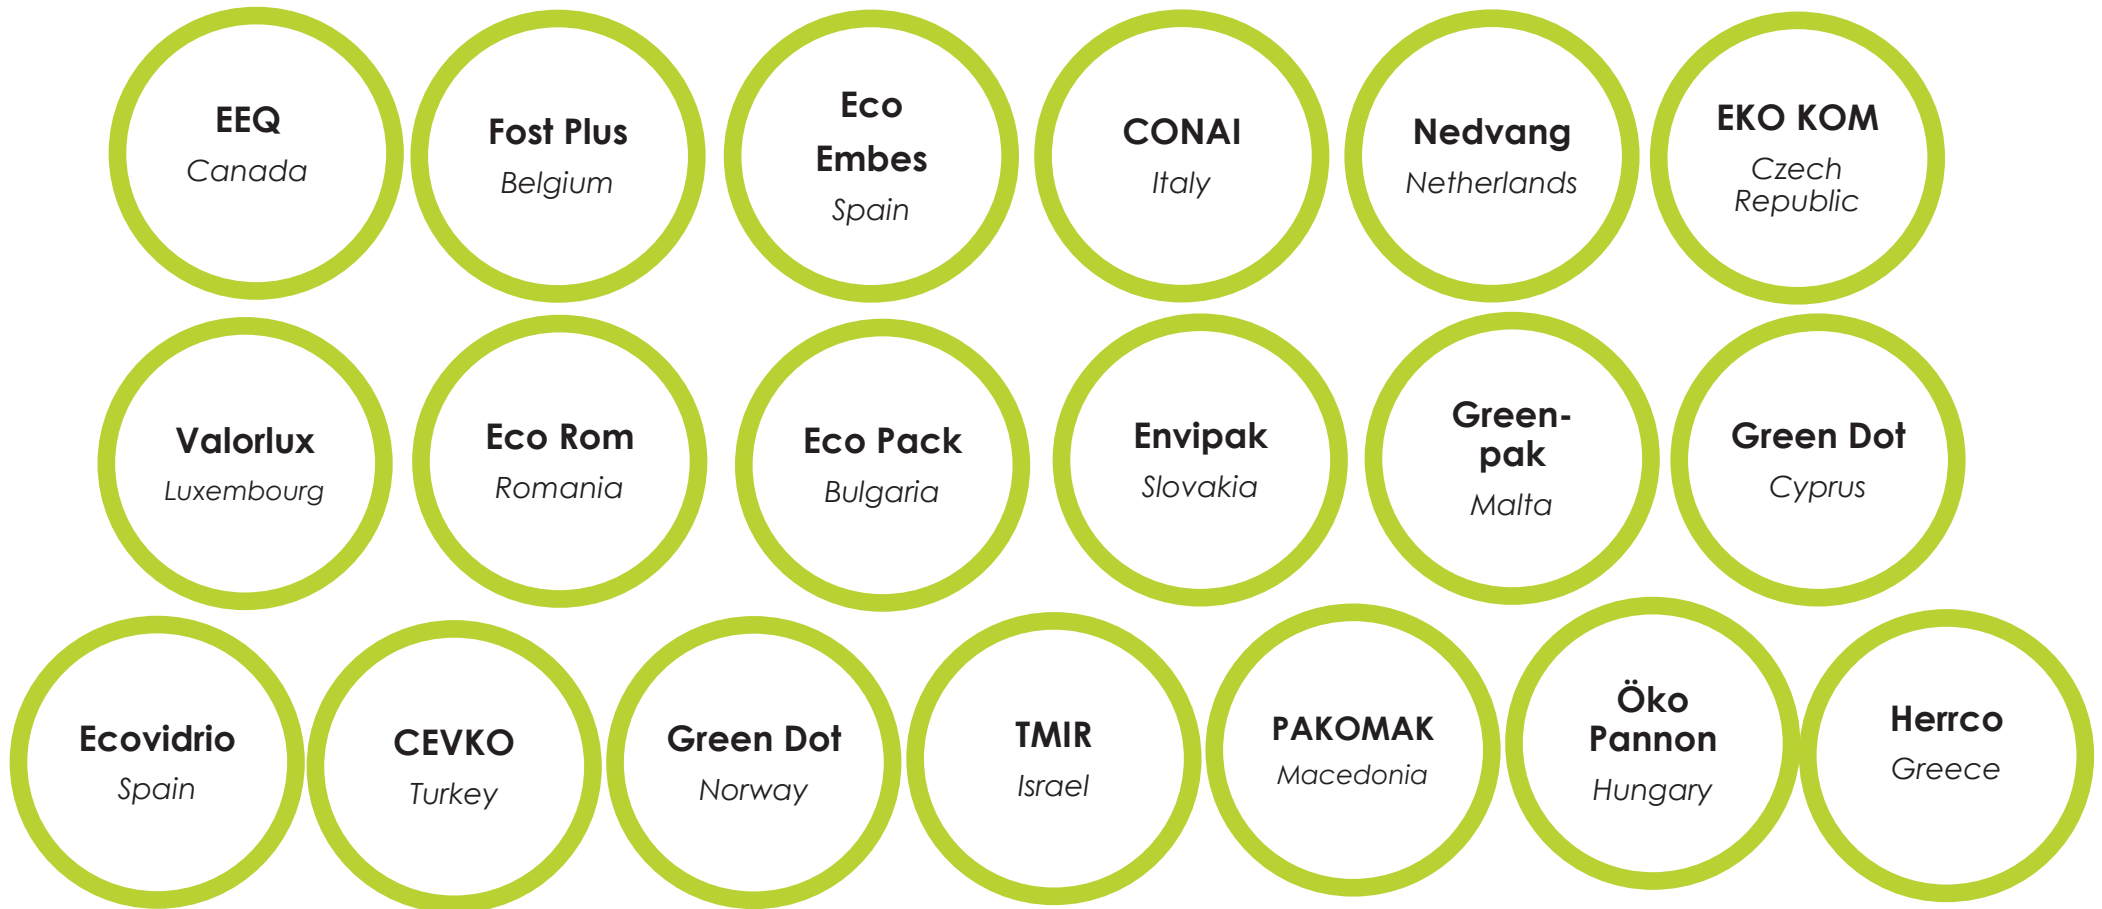 EEQ
Canada
Fost Plus
Belgium
Eco
Embes
Spain
CONAI
Italy
Nedvang
Netherlands
EKO KOM
Czech
Republic
Valorlux
Luxembourg
Eco Rom
Romania
Eco Pack
Bulgaria
Envipak
Slovakia
Green-
pak
Malta
Green Dot
Cyprus
Ecovidrio
Spain
CEVKO
Turkey
Green Dot
Norway
TMIR
Israel
PAKOMAK
Macedonia
Öko
Pannon
Hungary
Herrco
Greece